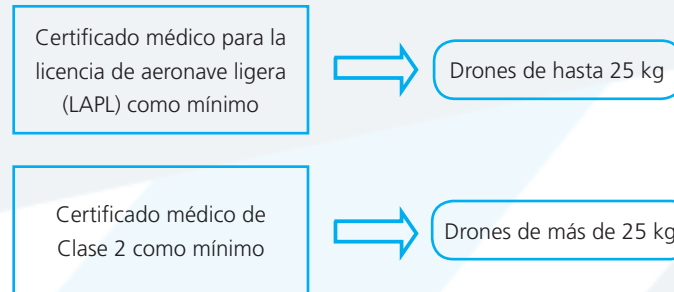 Certificado médico para la
licencia de aeronave ligera
(LAPL) como mínimo
Drones de hasta 25 kg
Certificado médico de
Clase 2 como mínimo
Drones de más de 25 kg